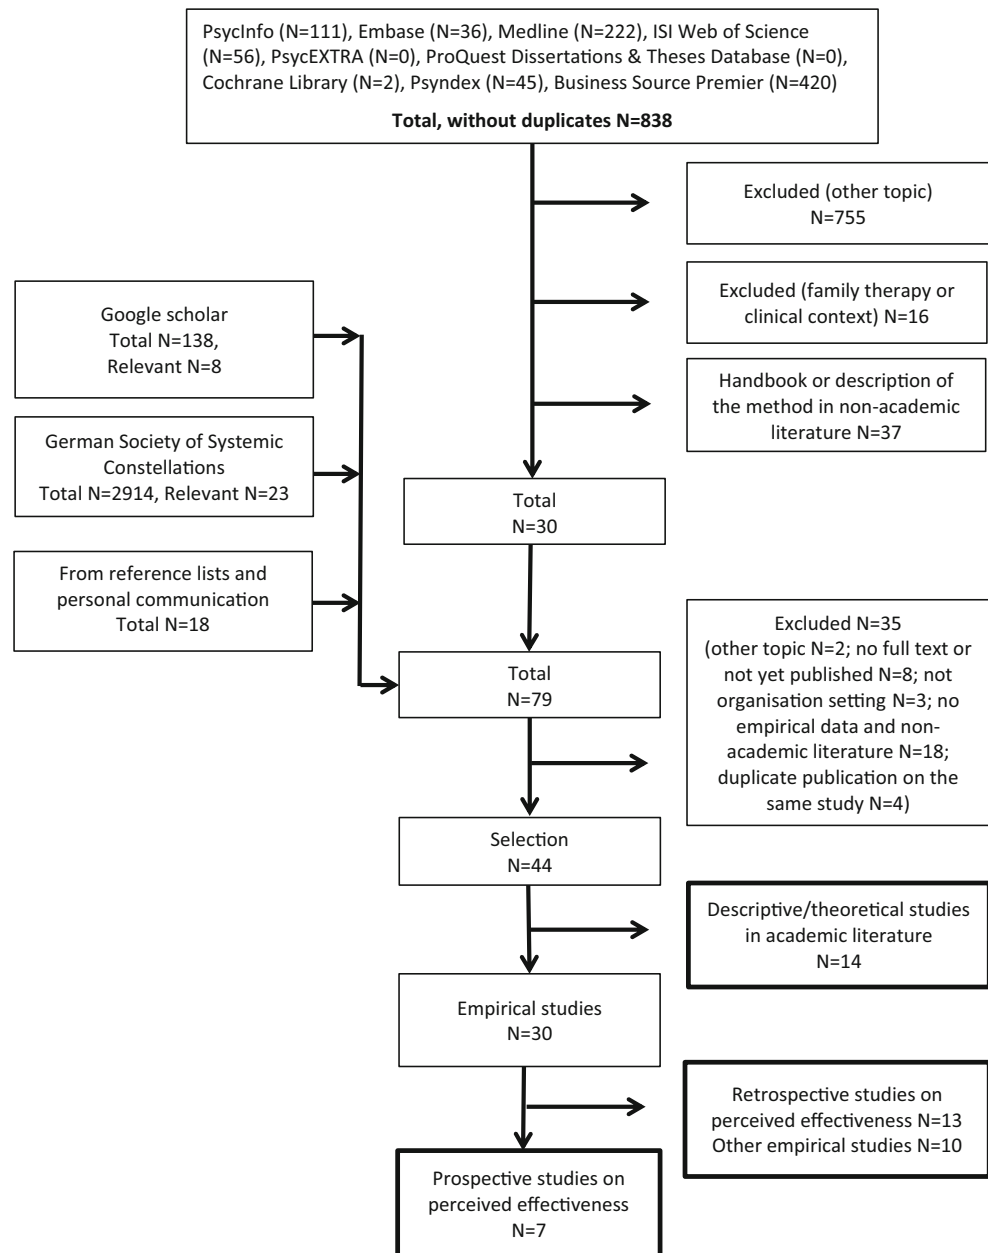 PsycInfo (N=111), Embase (N=36), Medline (N=222), ISI Web of Science
(N=56), PsycEXTRA (N=0), ProQuest Dissertations & Theses Database (N=0),
Cochrane Library (N=2), Psyndex (N=45), Business Source Premier (N=420)
Total, without duplicates N=838
Excluded (other topic)
N=755
Excluded (family therapy or
clinical context) N=16
Handbook or description of
the method in non-academic
literature N=37
Google scholar
Total N=138,
Relevant N=8
German Society of Systemic
Constellations
Total N=2914, Relevant N=23
From reference lists and
personal communication
Total N=18
Total
N=30
Total
N=79
Excluded N=35
(other topic N=2; no full text or
not yet published N=8; not
organisation setting N=3; no
empirical data and non-
academic literature N=18;
duplicate publication on the
same study N=4)
Selection
N=44
Descriptive/theoretical studies
in academic literature
N=14
Empirical studies
N=30
Retrospective studies on
perceived effectiveness N=13
Other empirical studies N=10
Prospective studies on
perceived effectiveness
N=7